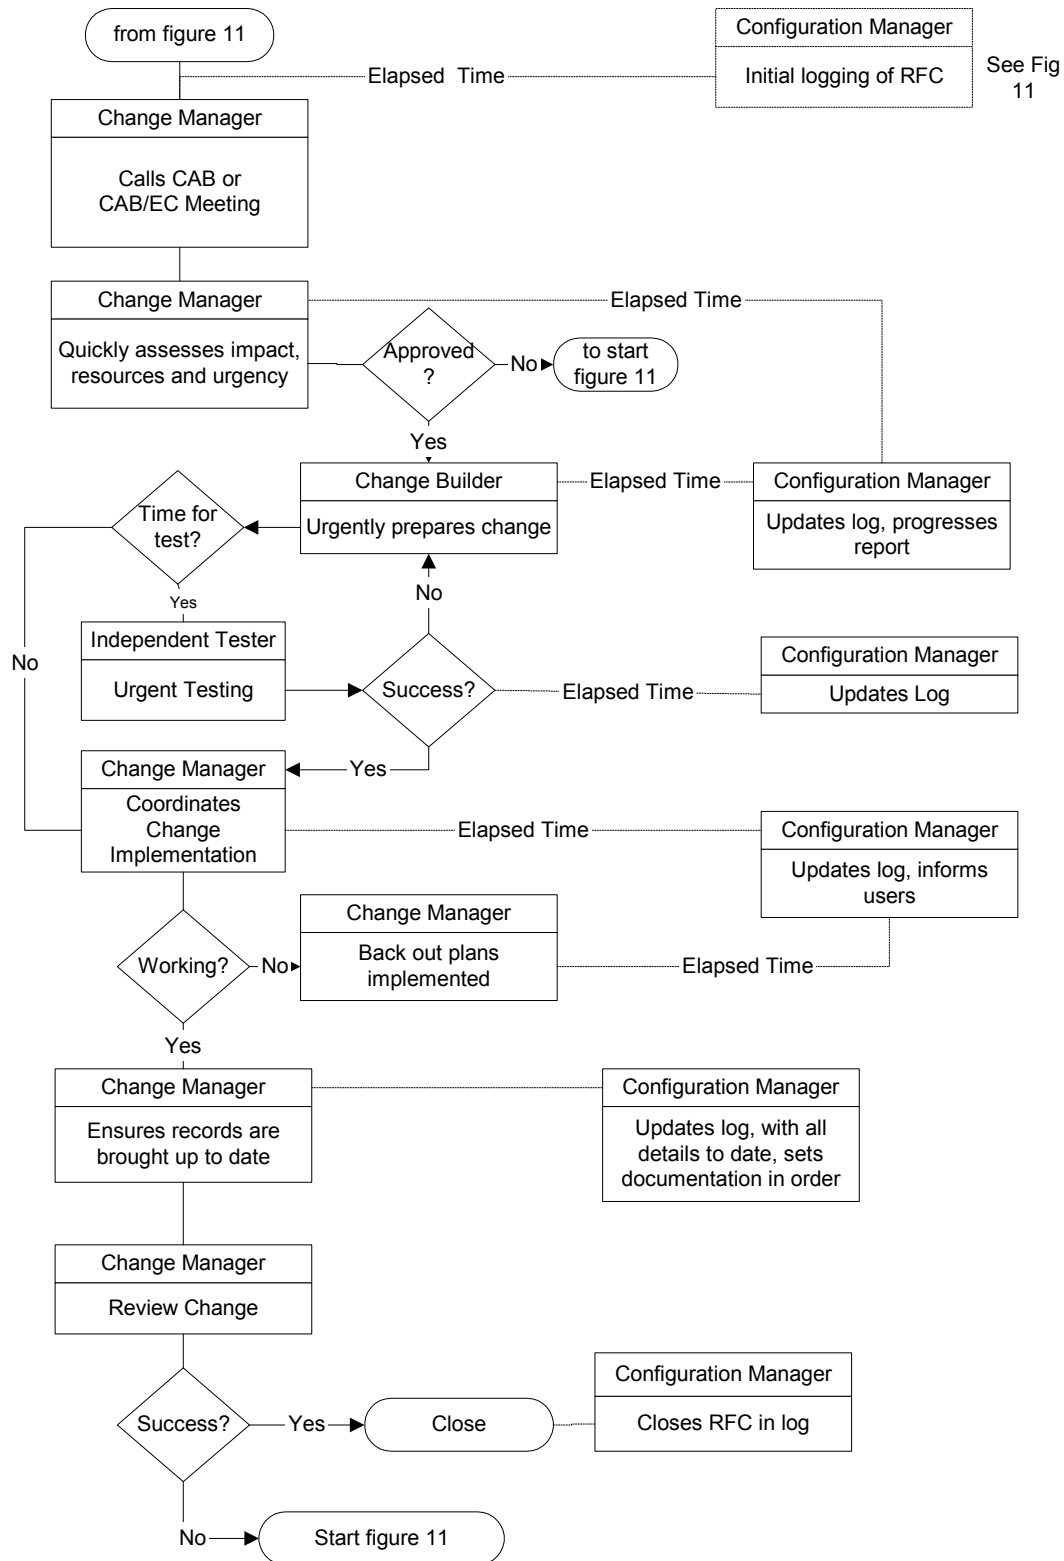 from figure 11
Configuration Manager
Elapsed Time
Initial logging of RFC
See Fig
11
Change Manager
Calls CAB or
CAB/EC Meeting
Change Manager
Elapsed Time
Quickly assesses impact,
resources and urgency
Approved
?
No
to start
figure 11
Yes
Change Builder
Elapsed Time
Configuration Manager
Time for
test?
Urgently prepares change
Updates log, progresses
report
No
Yes
Independent Tester
No
Configuration Manager
Urgent Testing
Success?
Elapsed Time
Updates Log
Change Manager
Yes
Coordinates
Change
Implementation
Elapsed Time
Configuration Manager
Updates log, informs
users
Change Manager
Working?
No
Back out plans
implemented
Elapsed Time
Yes
Change Manager
Configuration Manager
Ensures records are
brought up to date
Updates log, with all
details to date, sets
documentation in order
Change Manager
Review Change
Configuration Manager
Success?
Yes
Close
Closes RFC in log
No
Start figure 11